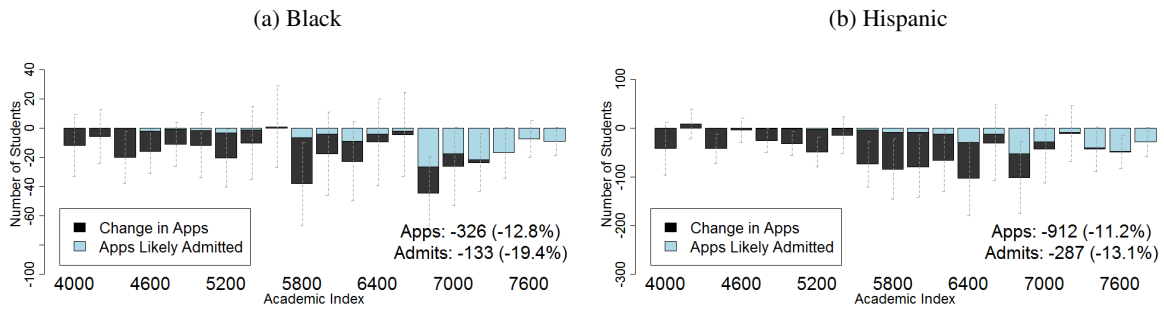 (a) Black
Number of Students
40
20
0
-20
-40
-60
-100
Change in Apps
Apps Likely Admitted
Apps: -326 (-12.8%)
Admits: -133 (-19.4%)
4000 4600 5200 5800 6400 7000 7600
Academic Index
(b) Hispanic
Number of Students
100
0
-100
-200
-300
Change in Apps
Apps Likely Admitted
Apps: -912 (-11.2%)
Admits: -287 (-13.1%)
4000 4600 5200 5800 6400 7000 7600
Academic Index